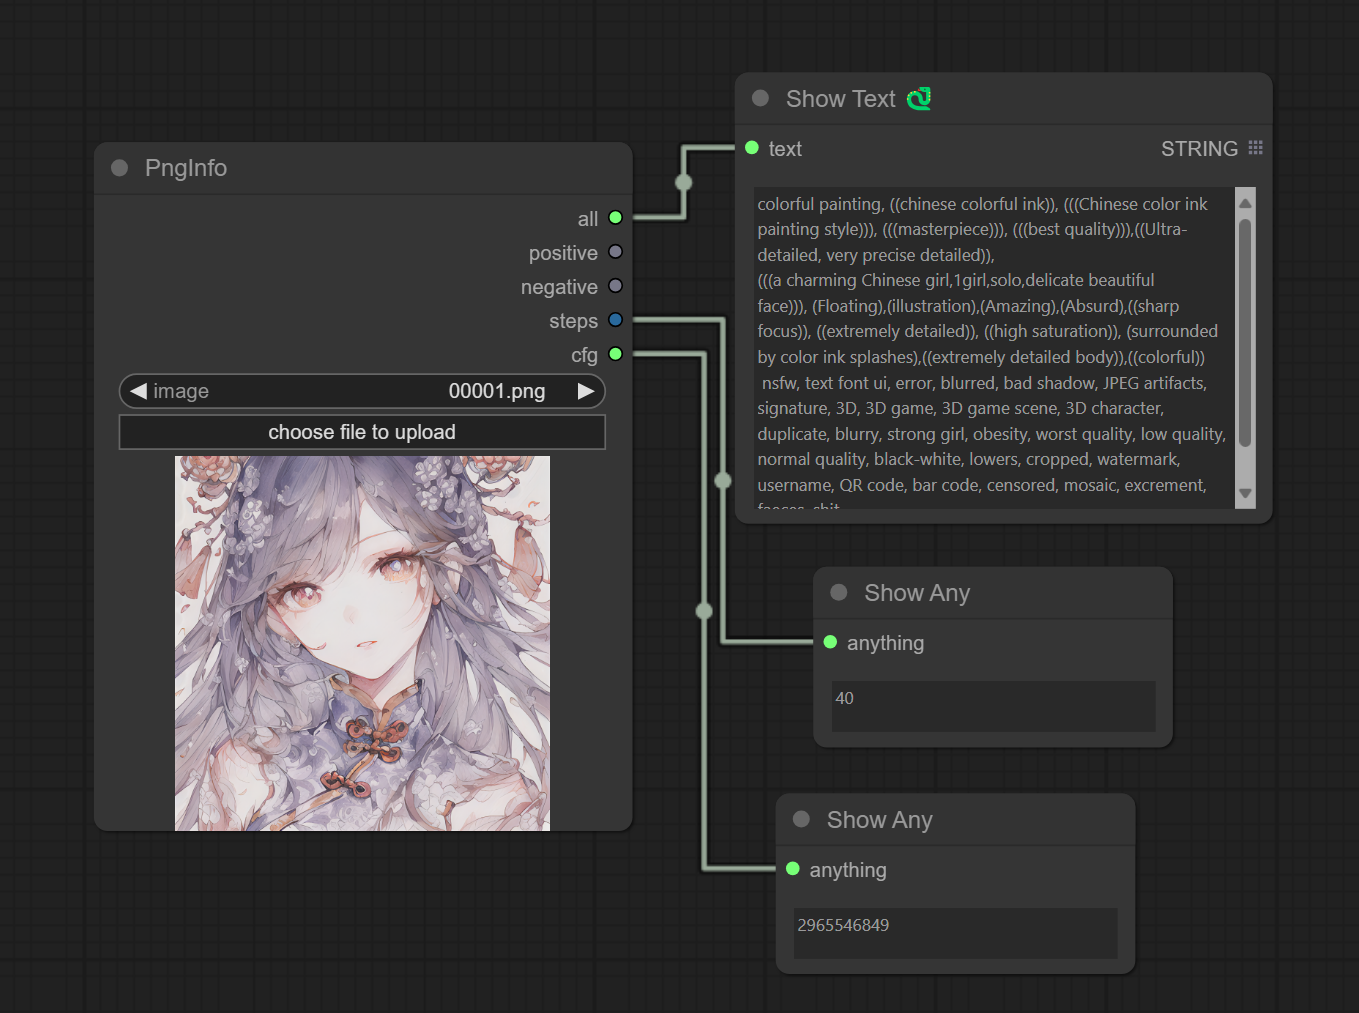 PngInfo
all
positive
negative
steps
cfg
image 00001.png
choose file to upload
Show Text
text STRING
colorful painting, ((chinese colorful ink)), (((Chinese color ink
painting style))), (((masterpiece))), (((best quality))),((Ultra-
detailed, very precise detailed)),
(((a charming Chinese girl,1girl,solo,delicate beautiful
face))), (Floating),(illustration),(Amazing),(Absurd),((sharp
focus)), ((extremely detailed)), ((high saturation)), (surrounded
by color ink splashes),((extremely detailed body)),((colorful))
nsfw, text font ui, error, blurred, bad shadow, JPEG artifacts,
signature, 3D, 3D game, 3D game scene, 3D character,
duplicate, blurry, strong girl, obesity, worst quality, low quality,
normal quality, black-white, lowers, cropped, watermark,
username, QR code, bar code, censored, mosaic, excrement,
faeces, shit
Show Any
anything
40
Show Any
anything
2965546849